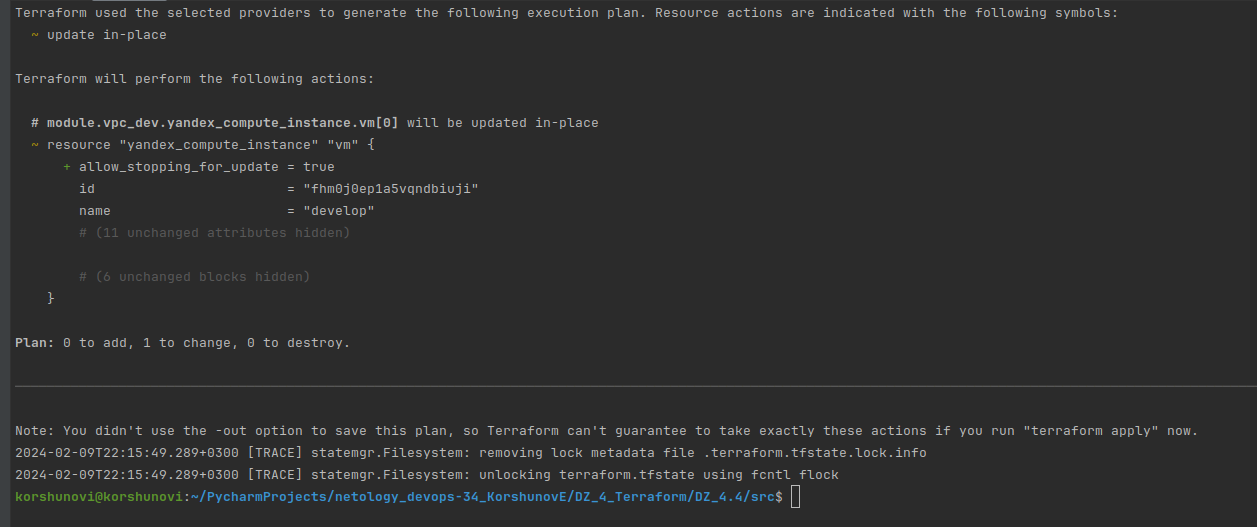 Terraform used the selected providers to generate the following execution plan. Resource actions are indicated with the following symbols:
~ update in-place
Terraform will perform the following actions:
# module.vpc_dev.yandex_compute_instance.vm[0] will be updated in-place
~ resource "yandex_compute_instance" "vm" {
+ allow_stopping_for_update = true
id                        = "fhm0j0ep1a5vqndbiuji"
name                      = "develop"
# (11 unchanged attributes hidden)
# (6 unchanged blocks hidden)
}
Plan: 0 to add, 1 to change, 0 to destroy.
Note: You didn't use the -out option to save this plan, so Terraform can't guarantee to take exactly these actions if you run "terraform apply" now.
2024-02-09T22:15:49.289+0300 [TRACE] statemgr.Filesystem: removing lock metadata file .terraform.tfstate.lock.info
2024-02-09T22:15:49.289+0300 [TRACE] statemgr.Filesystem: unlocking terraform.tfstate using fcntl flock
korshunovi@korshunovi:~/PycharmProjects/netology_devops-34_KorshunovE/DZ_4_Terraform/DZ_4.4/src$